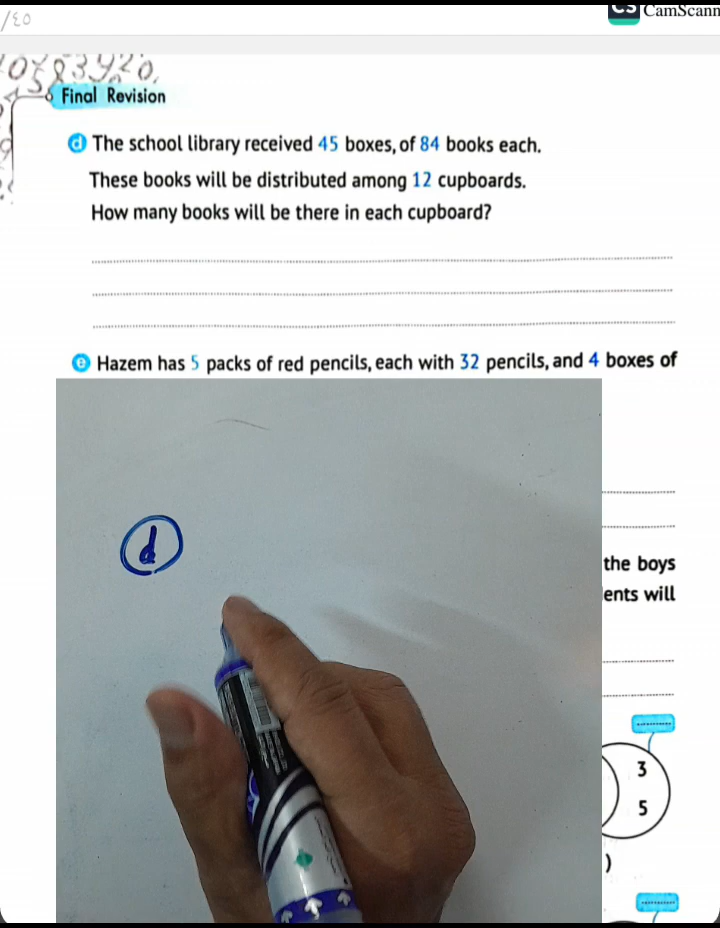 /٤٥
CS CamScann
Final Revision
d The school library received 45 boxes, of 84 books each.
These books will be distributed among 12 cupboards.
How many books will be there in each cupboard?
e Hazem has 5 packs of red pencils, each with 32 pencils, and 4 boxes of
d
the boys
ents will
3
5
)